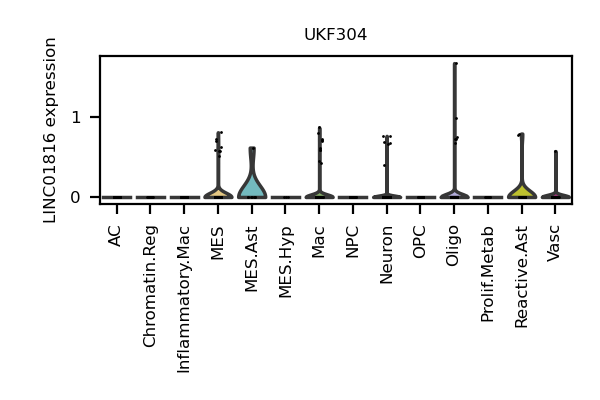 UKF304
LINC01816 expression
1
0
AC
Chromatin.Reg
Inflammatory.Mac
MES
MES.Ast
MES.Hyp
Mac
NPC
Neuron
OPC
Oligo
Prolif.Metab
Reactive.Ast
Vasc